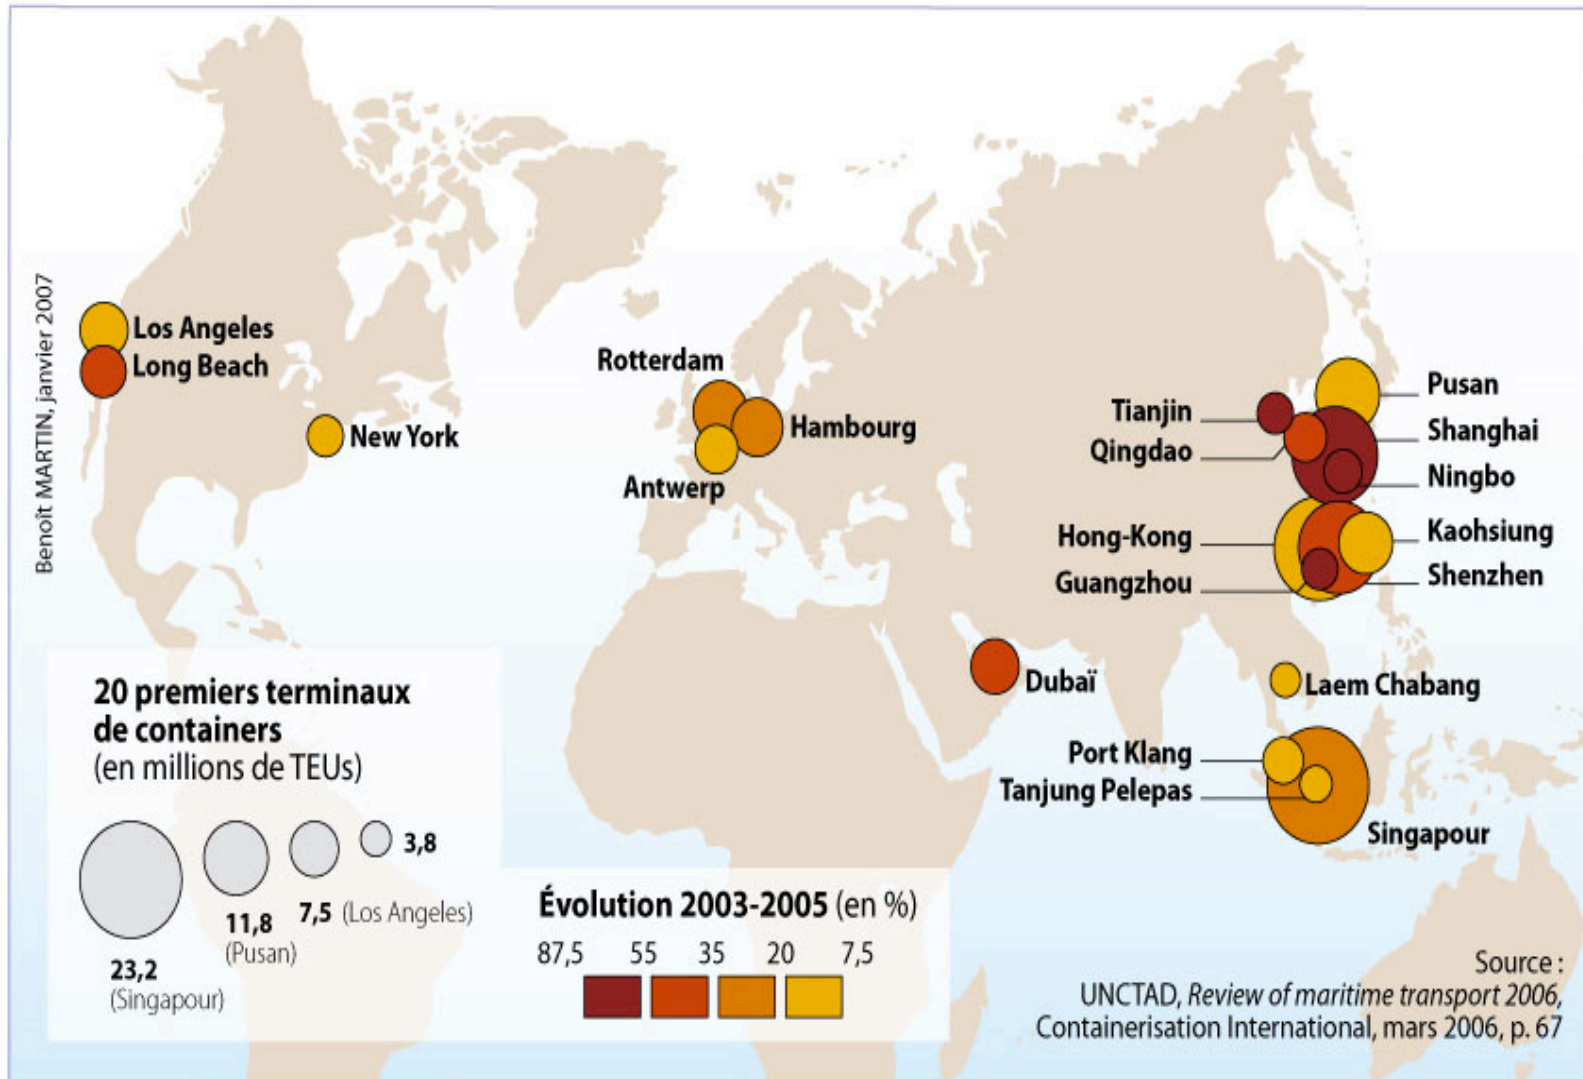 Benoît MARTIN, janvier 2007
Los Angeles
Long Beach
New York
Rotterdam
Hambourg
Antwerp
Tianjin
Qingdao
Pusan
Shanghai
Ningbo
Hong-Kong
Guangzhou
Kaohsiung
Shenzhen
Dubaï
Laem Chabang
Port Klang
Tanjung Pelepas
Singapour
20 premiers terminaux
de containers
(en millions de TEUs)
3,8
7,5 (Los Angeles)
11,8
(Pusan)
23,2
(Singapour)
Évolution 2003-2005 (en %)
87,5 55 35 20 7,5
Source :
UNCTAD, Review of maritime transport 2006,
Containerisation International, mars 2006, p. 67